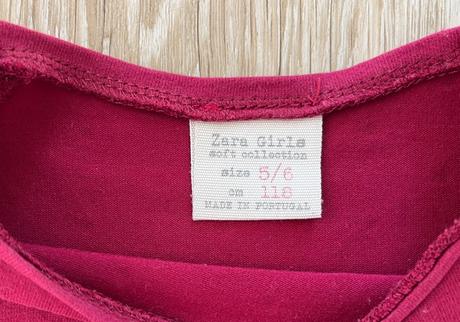 Zara Girls
soft collection
size 5/6
cm 118
MADE IN PORTUGAL